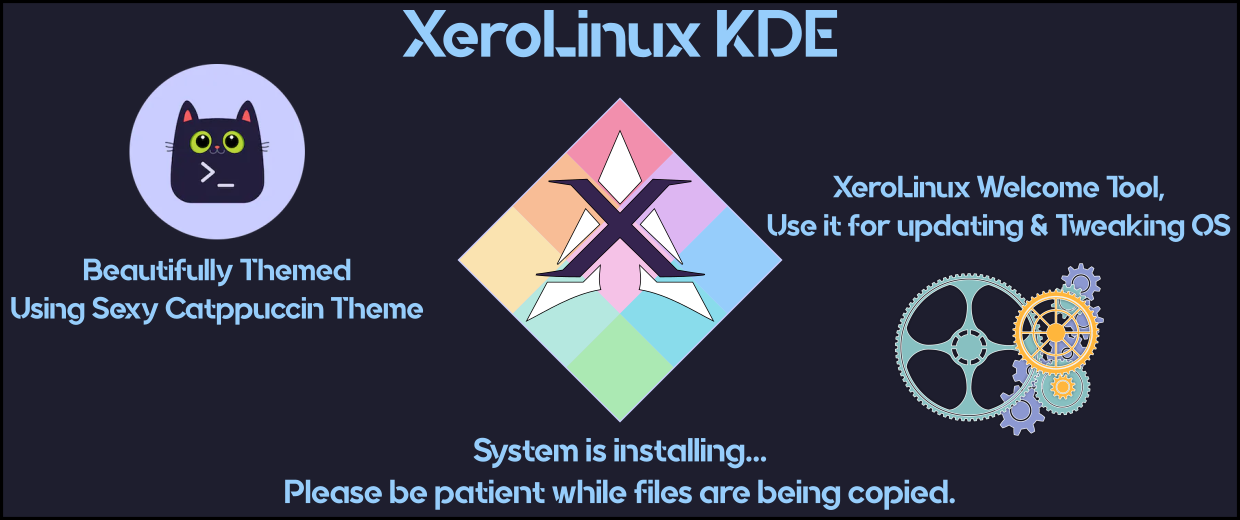 XeroLinux KDE
Beautifully Themed
Using Sexy Catppuccin Theme
XeroLinux Welcome Tool,
Use it for updating & Tweaking OS
>_
System is installing...
Please be patient while files are being copied.